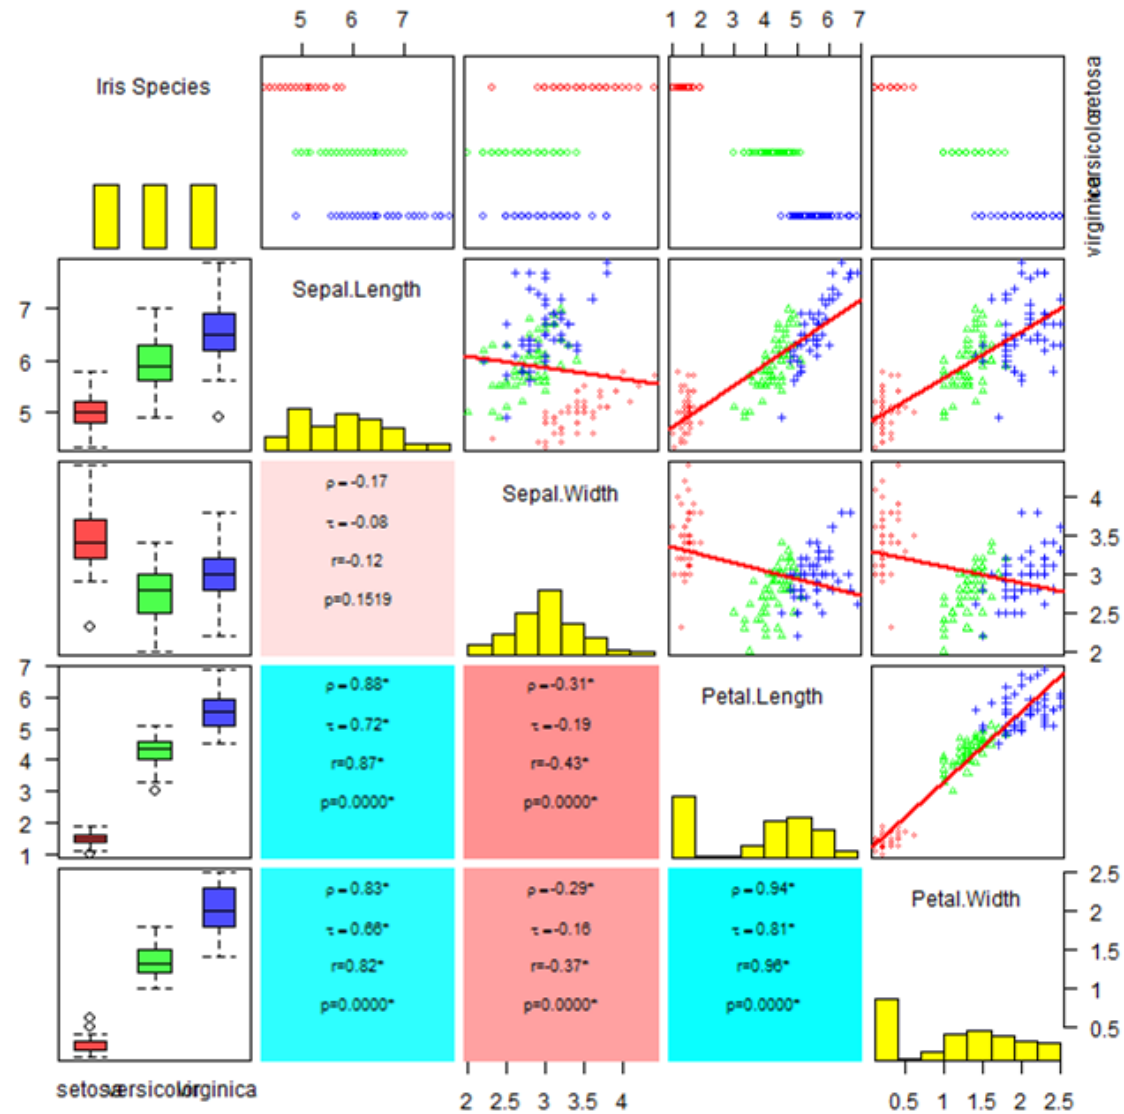 5 6 7
1 2 3 4 5 6 7
Iris Species
setosa
versicolor
virginica
Sepal.Length
7
6
5
ρ = -0.17
τ = -0.08
r=-0.12
p=0.1519
Sepal.Width
4
3.5
3
2.5
2
7
6
5
4
3
2
1
ρ = 0.88*
τ = 0.72*
r=0.87*
p=0.0000*
ρ = -0.31*
τ = -0.19
r=-0.43*
p=0.0000*
Petal.Length
ρ = 0.83*
τ = 0.66*
r=0.82*
p=0.0000*
ρ = -0.29*
τ = -0.16
r=-0.37*
p=0.0000*
ρ = 0.94*
τ = 0.81*
r=0.96*
p=0.0000*
Petal.Width
2.5
2
1.5
1
0.5
setosa versicolor virginica
2 2.5 3 3.5 4
0.5 1 1.5 2 2.5